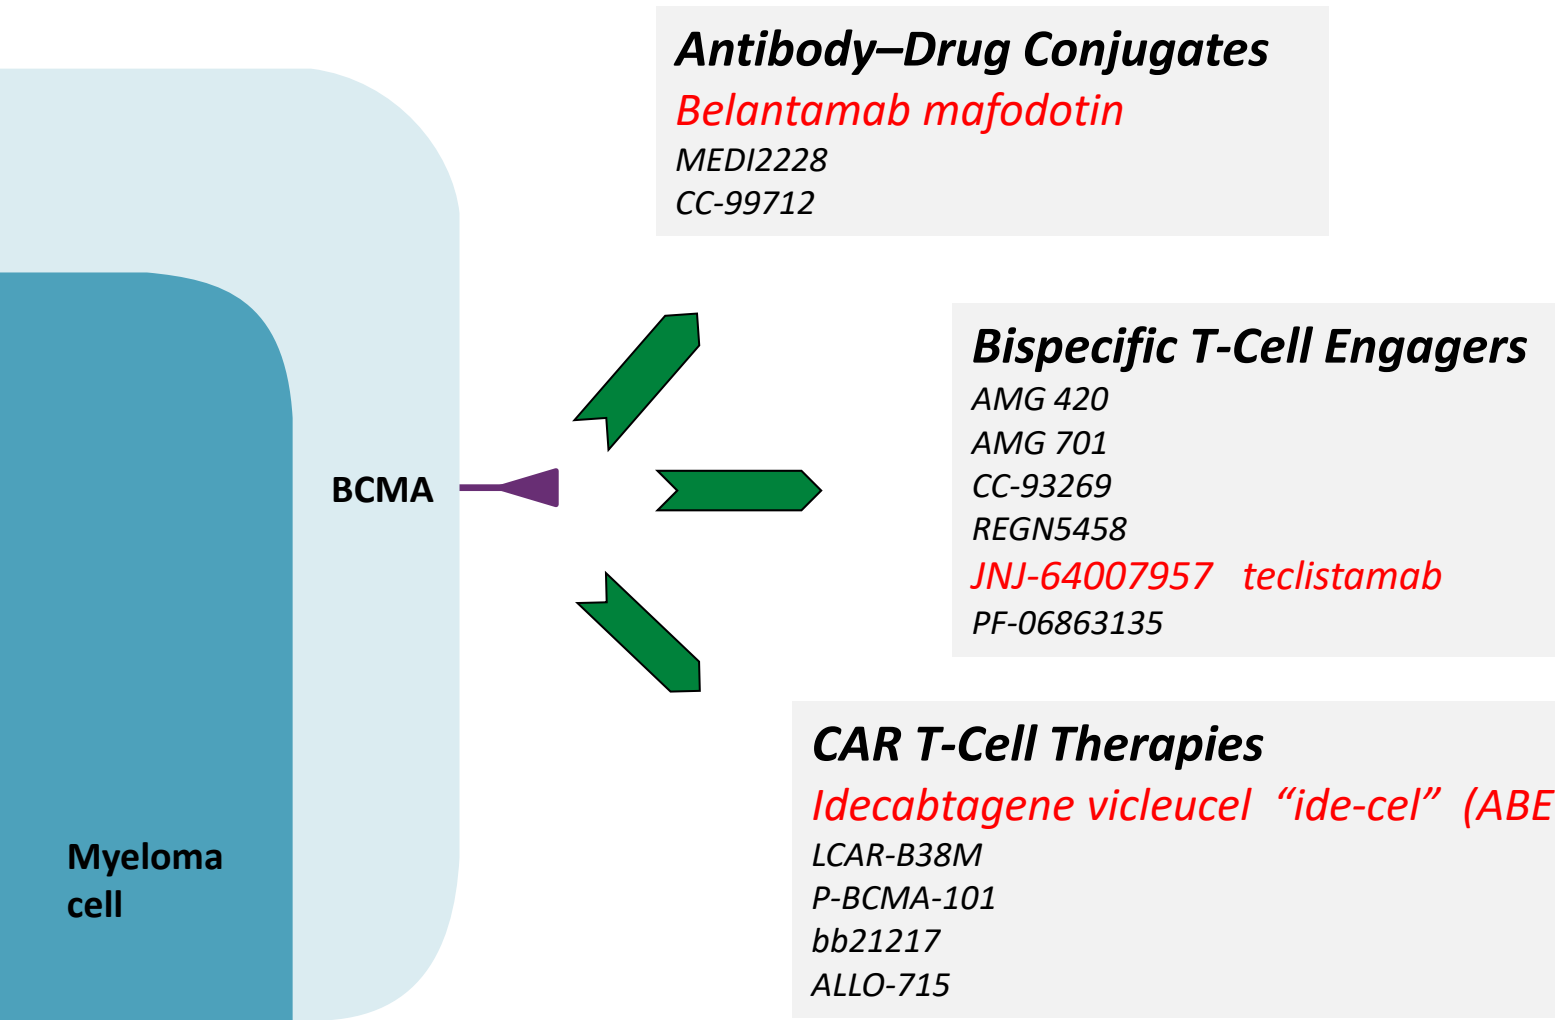 Antibody–Drug Conjugates
Belantamab mafodotin
MEDI2228
CC-99712
Bispecific T-Cell Engagers
AMG 420
AMG 701
CC-93269
REGN5458
JNJ-64007957 teclistamab
PF-06863135
BCMA
CAR T-Cell Therapies
Idecabtagene vicleucel “ide-cel” (ABE
LCAR-B38M
P-BCMA-101
bb21217
ALLO-715
Myeloma
cell